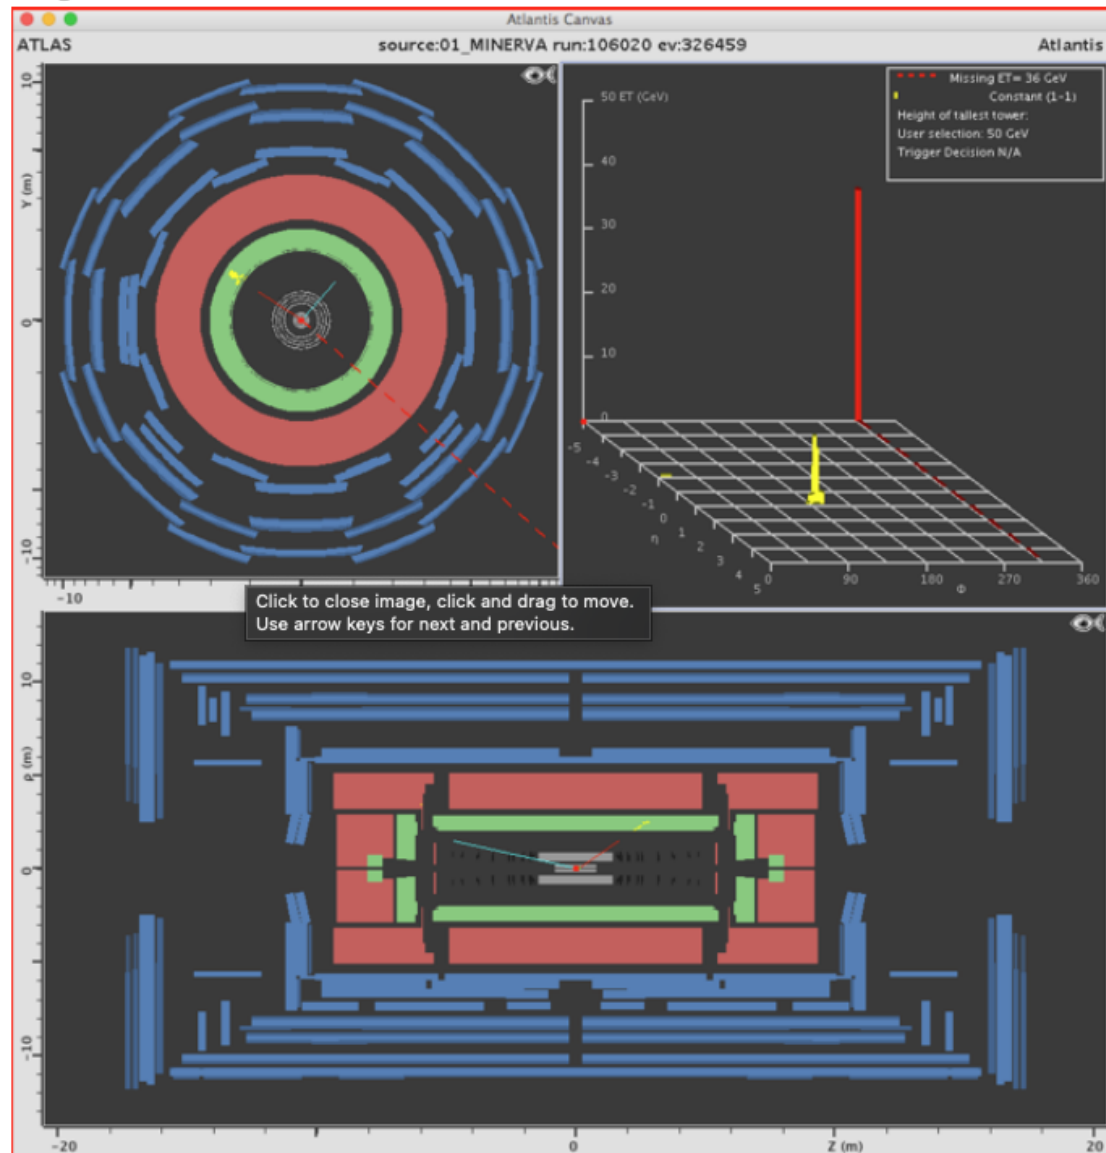 Atlantis Canvas
ATLAS source:01_MINERVA run:106020 ev:326459 Atlantis
10
Y (m)
0
-10
-10
50 ET (GeV)
40
30
20
10
0
Missing ET= 36 GeV
Constant (1-1)
Height of tallest tower:
User selection: 50 GeV
Trigger Decision N/A
-5
-4
-3
-2
-1
0
1
2
3
4
5
η
0 90 180 270 360
Φ
Click to close image, click and drag to move.
Use arrow keys for next and previous.
10
ρ (m)
0
-10
-20 0 Z (m) 20